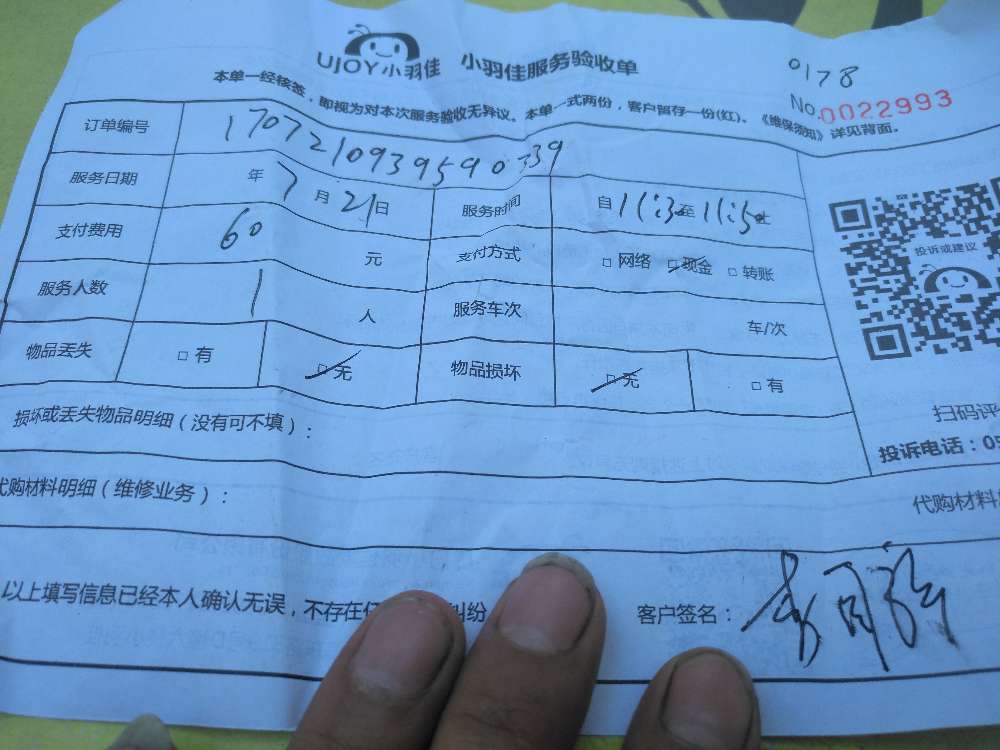 UJOY小羽佳 小羽佳服务验收单
0178
No.0022993
本单一经核签，即视为对本次服务验收无异议。本单一式两份，客户留存一份(红)。《维保须知》详见背面。
订单编号 1707210939590339
服务日期 年 7 月 21 日 服务时间 自 11:30 至 11:50 止
支付费用 60 元 支付方式 □ 网络 □ 现金 □ 转账
服务人数 1 人 服务车次 车/次
物品丢失 □ 有 □ 无 物品损坏 □ 无 □ 有
投诉或建议
扫码评
投诉电话：05
损坏或丢失物品明细（没有可不填）：
代购材料明细（维修业务）： 代购材料
以上填写信息已经本人确认无误，不存在任 纠纷 客户签名：